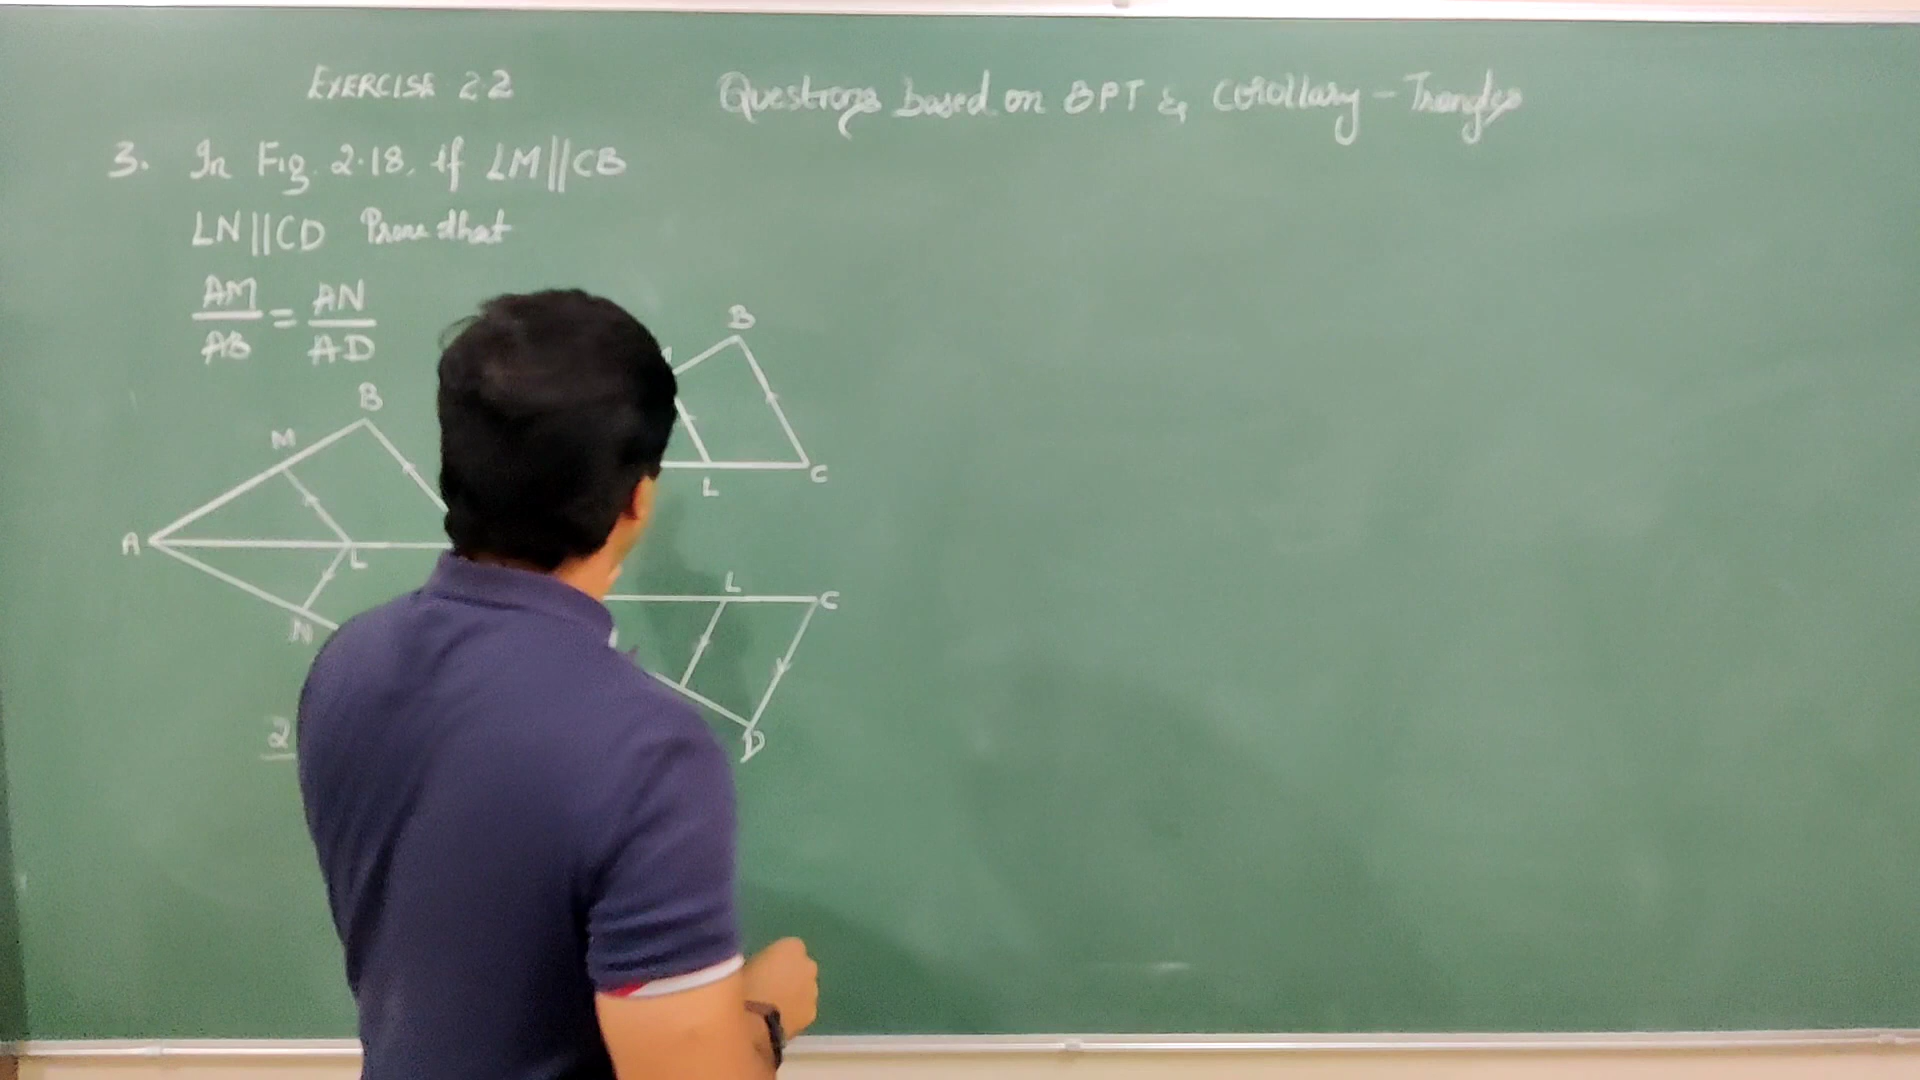 EXERCISE 2.2
Questions based on BPT & Corollary - Triangles
3. In Fig. 2.18, if LM||CB
LN||CD Prove that
AM/AB = AN/AD
B
M
A
L
N
2
B
L
C
L
C
D